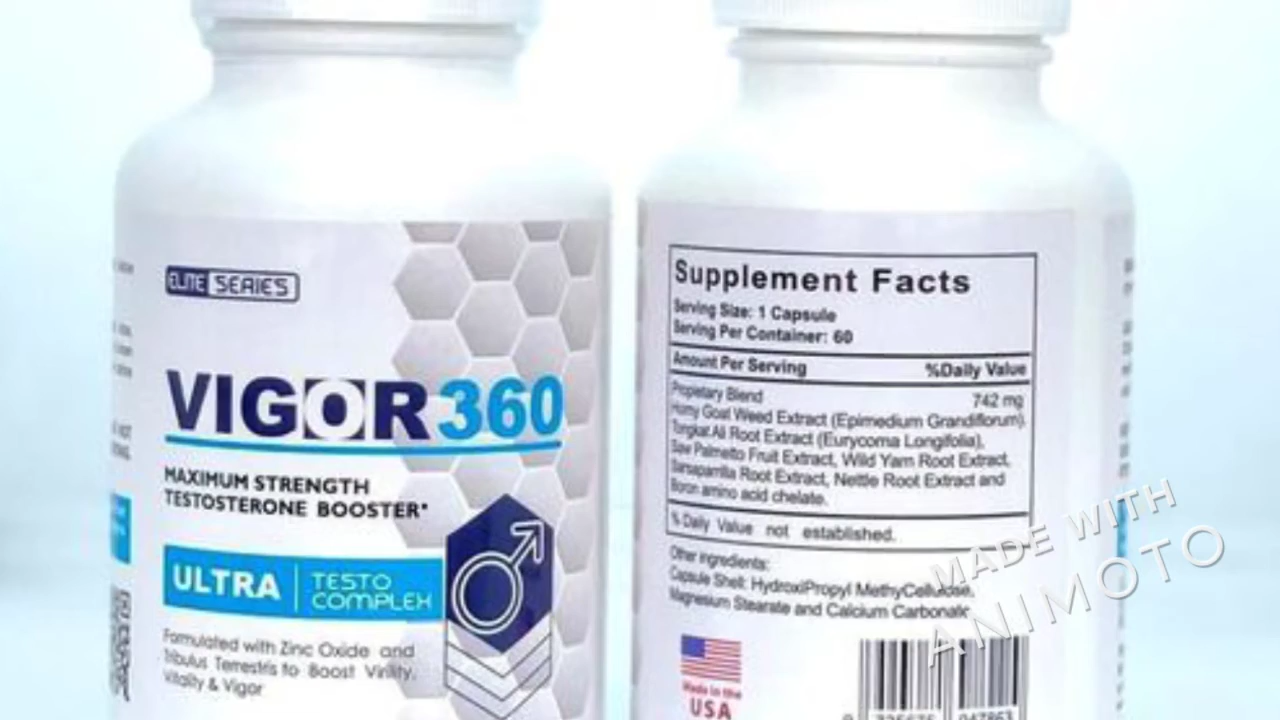 ELITE SERIES
VIGOR 360
MAXIMUM STRENGTH
TESTOSTERONE BOOSTER*
ULTRA
TESTO
COMPLEX
Formulated with Zinc Oxide and
Tribulus Terrestris to Boost Virility,
Vitality & Vigor
Supplement Facts
Serving Size: 1 Capsule
Serving Per Container: 60
Amount Per Serving %Daily Value
Propietary Blend 742 mg
Horny Goat Weed Extract (Epimedium Grandiflorum).
Tongkat Ali Root Extract (Eurycoma Longifolia),
Saw Palmetto Fruit Extract, Wild Yam Root Extract,
Sarsaparilla Root Extract, Nettle Root Extract and
Boron amino acid chelate.
% Daily Value not established.
Other ingredients:
Capsule Shell: HydroxiPropyl MethyCellulose,
Magnesium Stearate and Calcium Carbonate
Made in the
USA
MADE WITH
ANIMOTO